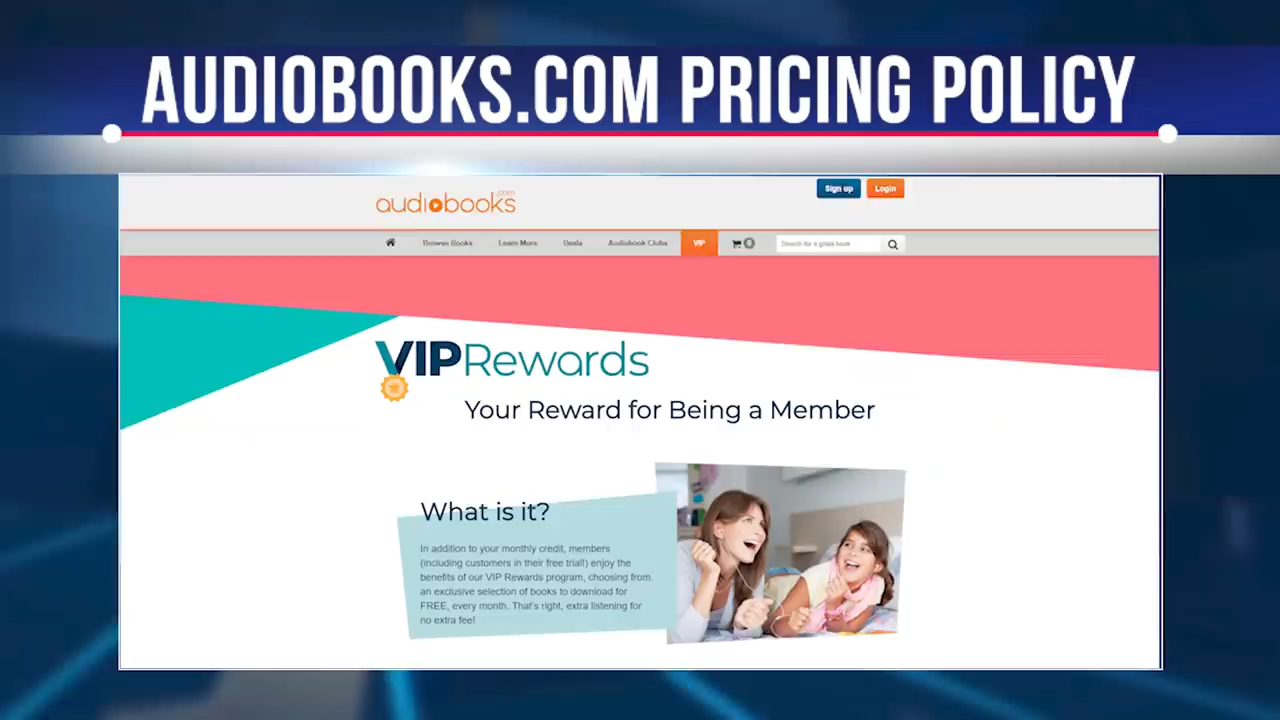 AUDIOBOOKS.COM PRICING POLICY
audiobooks.com
Sign up
Login
Browse Books
Learn More
Deals
Audiobook Clubs
VIP
0
Search for a great book
VIPRewards
Your Reward for Being a Member
What is it?
In addition to your monthly credit, members
(including customers in their free trial!) enjoy the
benefits of our VIP Rewards program, choosing from
an exclusive selection of books to download for
FREE, every month. That's right, extra listening for
no extra fee!